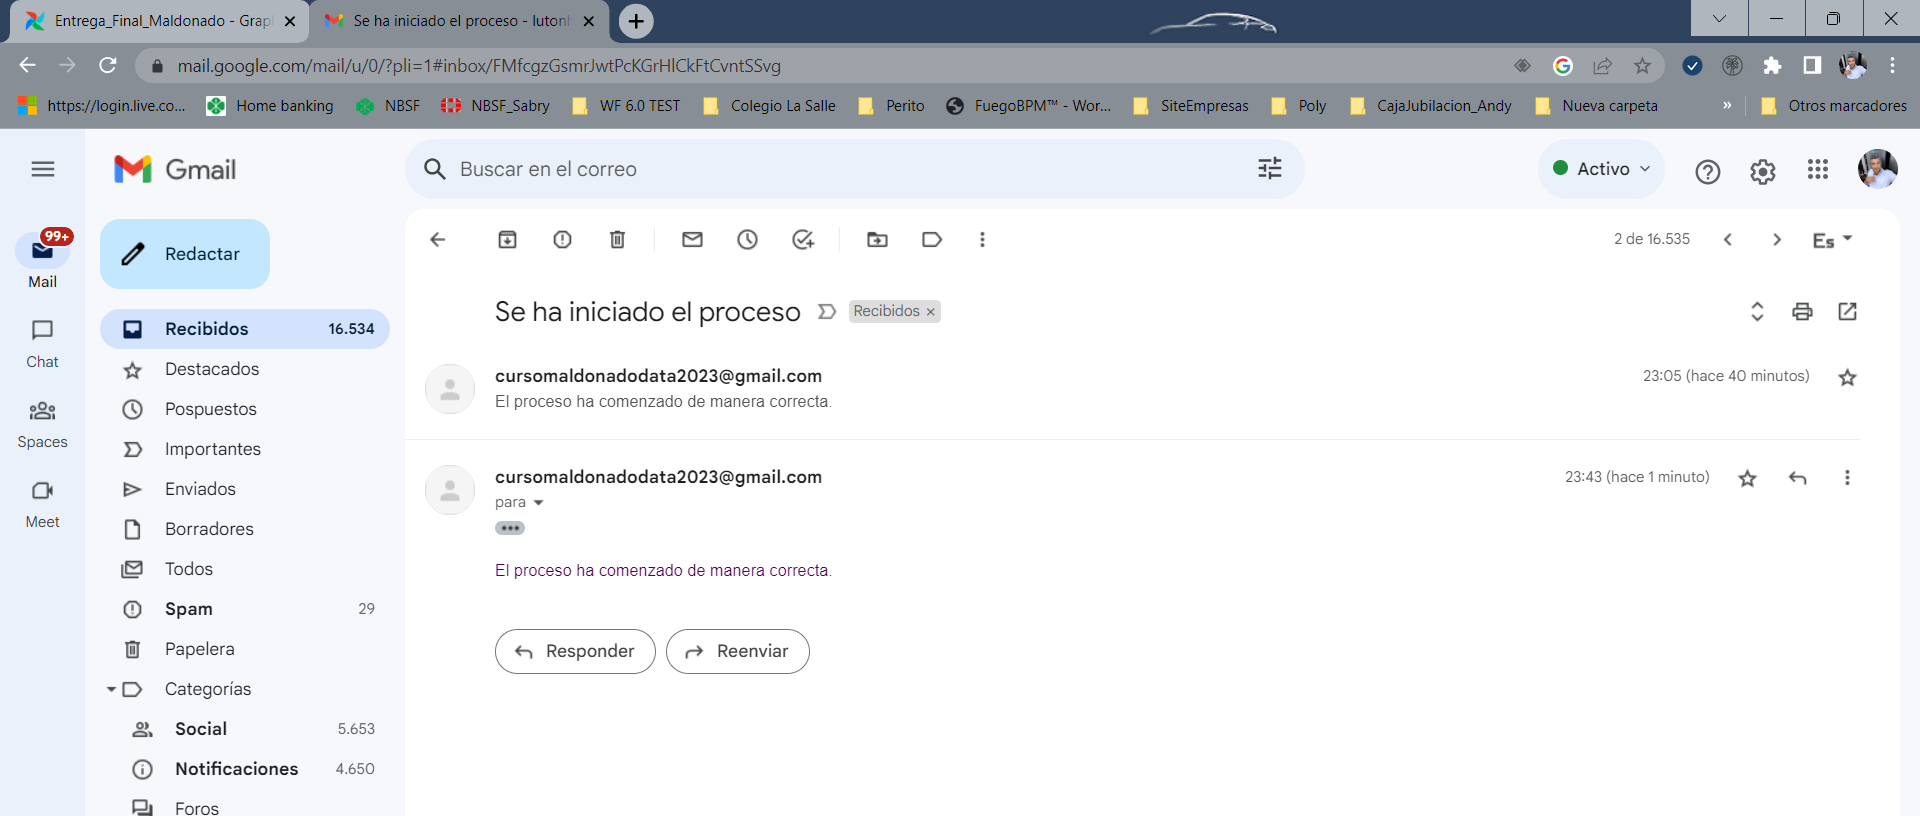 Entrega_Final_Maldonado - Grap
Se ha iniciado el proceso - luton
mail.google.com/mail/u/0/?pli=1#inbox/FMfcgzGsmrJwtPcKGrHlCkFtCvntSSvg
https://login.live.co...
Home banking
NBSF
NBSF_Sabry
WF 6.0 TEST
Colegio La Salle
Perito
FuegoBPM™ - Wor...
SiteEmpresas
Poly
CajaJubilacion_Andy
Nueva carpeta
»
Otros marcadores
Gmail
Buscar en el correo
Activo
99+
Mail
Chat
Spaces
Meet
Redactar
Recibidos 16.534
Destacados
Pospuestos
Importantes
Enviados
Borradores
Todos
Spam 29
Papelera
Categorías
Social 5.653
Notificaciones 4.650
Foros
2 de 16.535
Es
Se ha iniciado el proceso
Recibidos ×
cursomaldonadodata2023@gmail.com
23:05 (hace 40 minutos)
El proceso ha comenzado de manera correcta.
cursomaldonadodata2023@gmail.com
23:43 (hace 1 minuto)
para
El proceso ha comenzado de manera correcta.
Responder
Reenviar